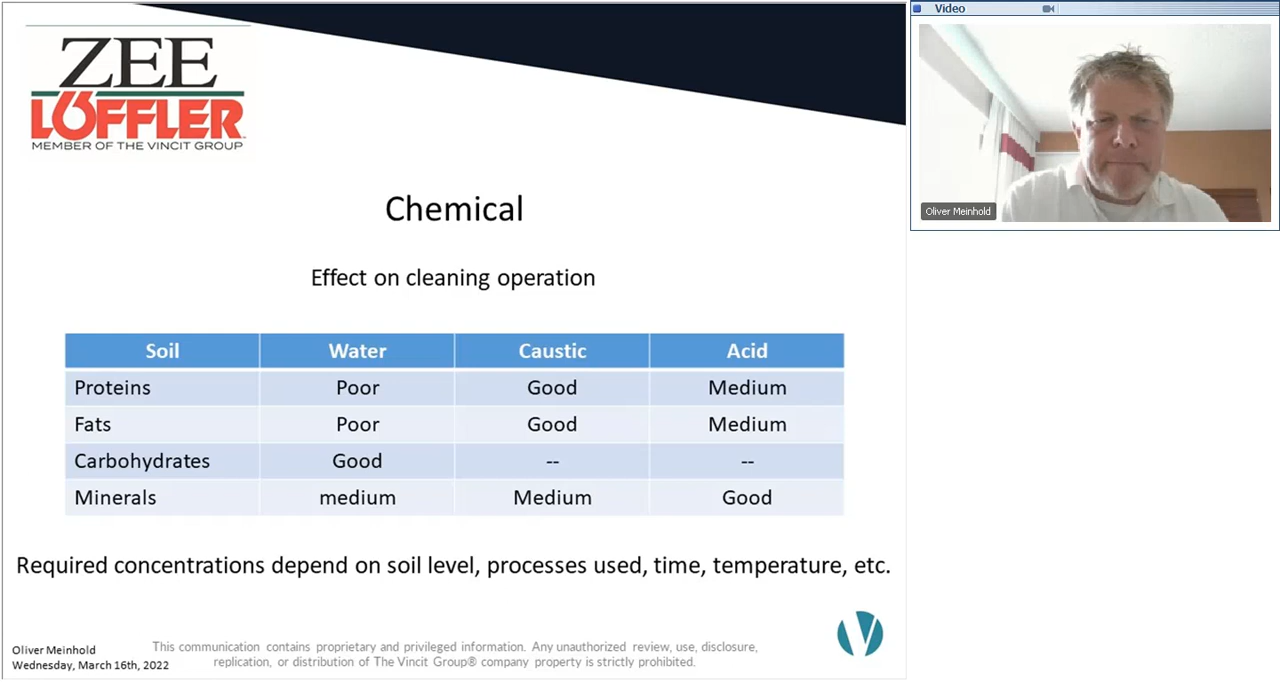 ZEE
LÖFFLER
MEMBER OF THE VINCIT GROUP
Chemical
Effect on cleaning operation
Soil Water Caustic Acid
Proteins Poor Good Medium
Fats Poor Good Medium
Carbohydrates Good -- --
Minerals medium Medium Good
Required concentrations depend on soil level, processes used, time, temperature, etc.
Oliver Meinhold
Wednesday, March 16th, 2022
This communication contains proprietary and privileged information. Any unauthorized review, use, disclosure,
replication, or distribution of The Vincit Group® company property is strictly prohibited.
Video
Oliver Meinhold